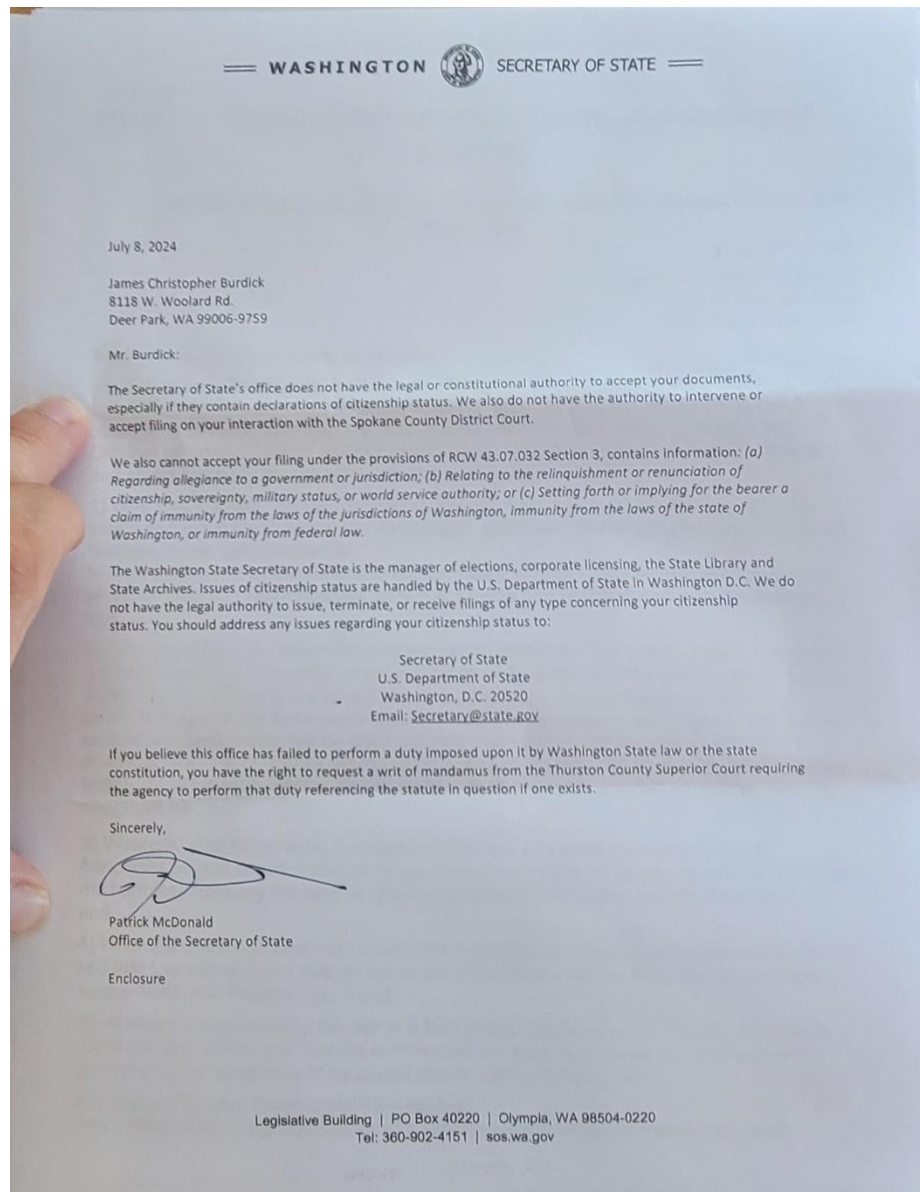 WASHINGTON SECRETARY OF STATE
July 8, 2024
James Christopher Burdick
8118 W. Woolard Rd.
Deer Park, WA 99006-9759
Mr. Burdick:
The Secretary of State's office does not have the legal or constitutional authority to accept your documents,
especially if they contain declarations of citizenship status. We also do not have the authority to intervene or
accept filing on your interaction with the Spokane County District Court.
We also cannot accept your filing under the provisions of RCW 43.07.032 Section 3, contains information: (a)
Regarding allegiance to a government or jurisdiction; (b) Relating to the relinquishment or renunciation of
citizenship, sovereignty, military status, or world service authority; or (c) Setting forth or implying for the bearer a
claim of immunity from the laws of the jurisdictions of Washington, immunity from the laws of the state of
Washington, or immunity from federal law.
The Washington State Secretary of State is the manager of elections, corporate licensing, the State Library and
State Archives. Issues of citizenship status are handled by the U.S. Department of State in Washington D.C. We do
not have the legal authority to issue, terminate, or receive filings of any type concerning your citizenship
status. You should address any issues regarding your citizenship status to:
Secretary of State
U.S. Department of State
Washington, D.C. 20520
Email: Secretary@state.gov
If you believe this office has failed to perform a duty imposed upon it by Washington State law or the state
constitution, you have the right to request a writ of mandamus from the Thurston County Superior Court requiring
the agency to perform that duty referencing the statute in question if one exists.
Sincerely,
Patrick McDonald
Office of the Secretary of State
Enclosure
Legislative Building | PO Box 40220 | Olympia, WA 98504-0220
Tel: 360-902-4151 | sos.wa.gov